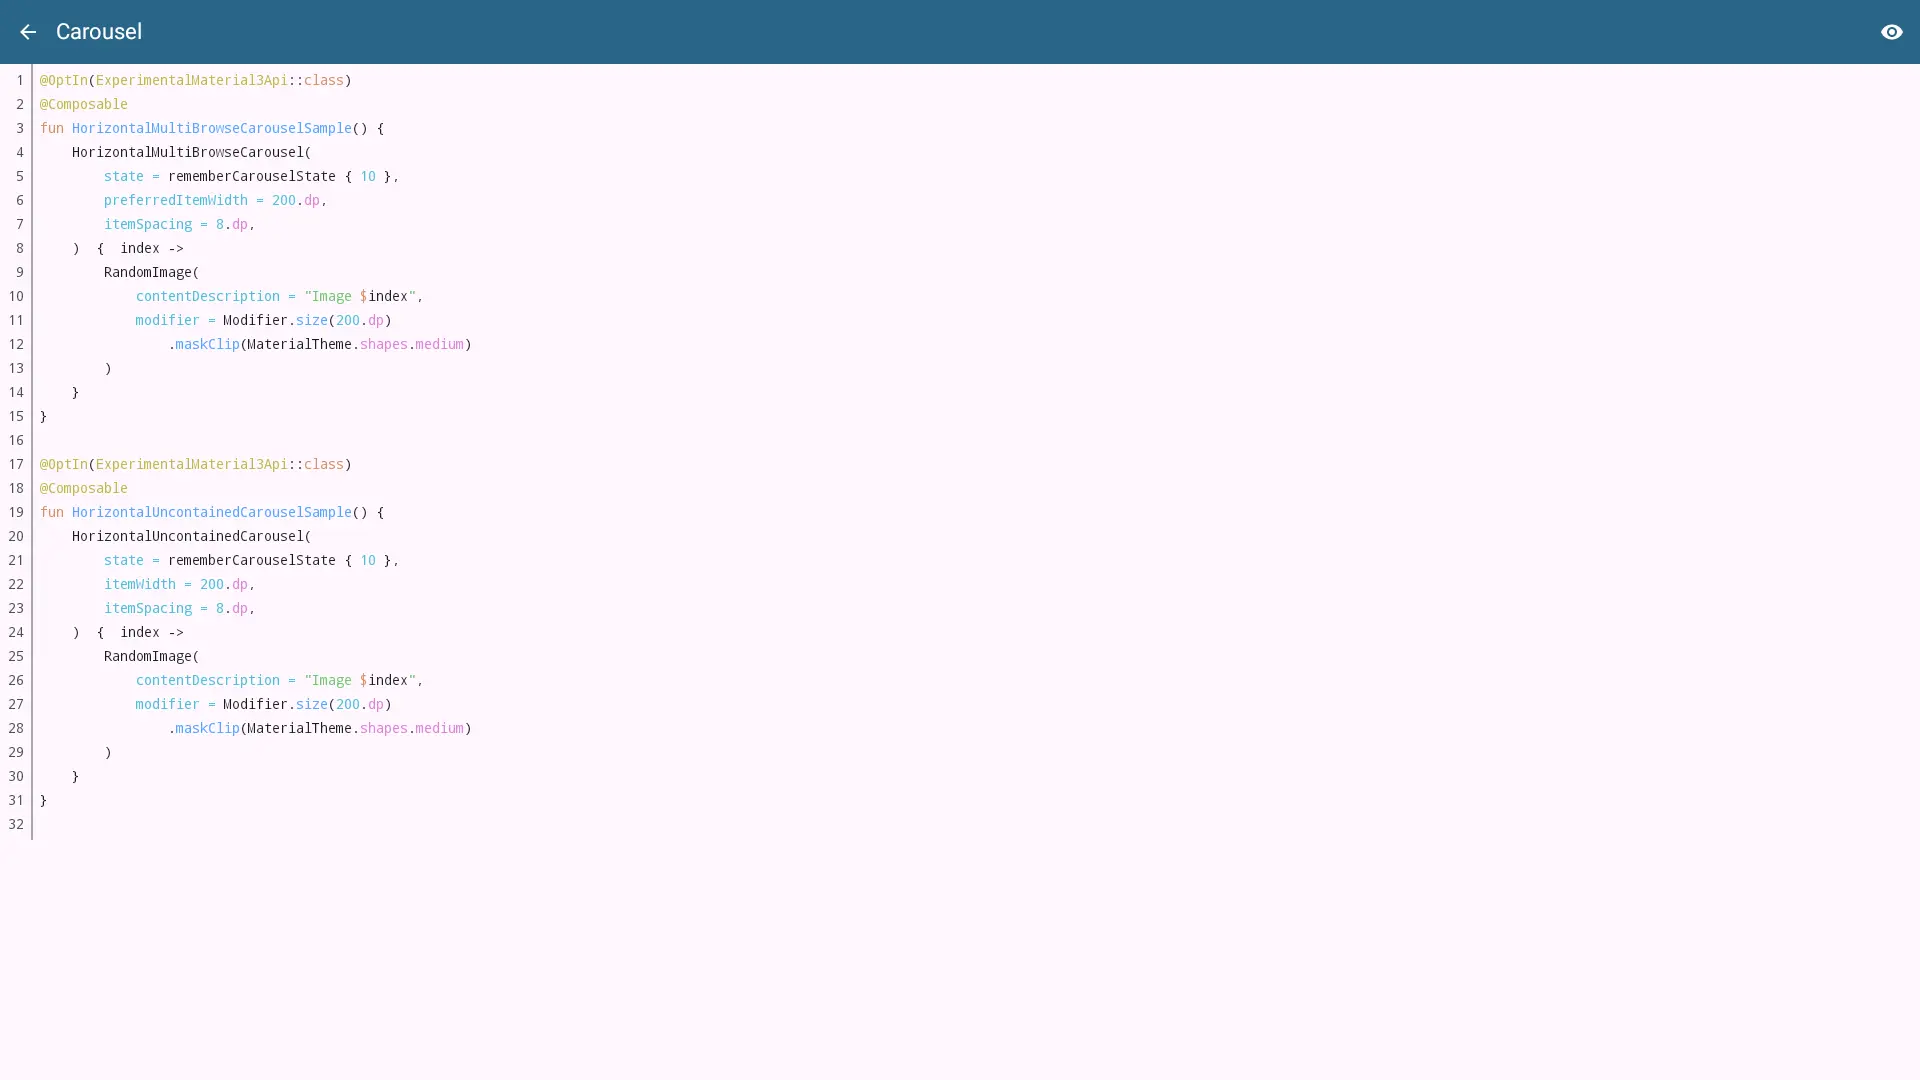 Carousel
1 @OptIn(ExperimentalMaterial3Api::class)
2 @Composable
3 fun HorizontalMultiBrowseCarouselSample() {
4     HorizontalMultiBrowseCarousel(
5         state = rememberCarouselState { 10 },
6         preferredItemWidth = 200.dp,
7         itemSpacing = 8.dp,
8     ) { index ->
9         RandomImage(
10             contentDescription = "Image $index",
11             modifier = Modifier.size(200.dp)
12                 .maskClip(MaterialTheme.shapes.medium)
13         )
14     }
15 }
16
17 @OptIn(ExperimentalMaterial3Api::class)
18 @Composable
19 fun HorizontalUncontainedCarouselSample() {
20     HorizontalUncontainedCarousel(
21         state = rememberCarouselState { 10 },
22         itemWidth = 200.dp,
23         itemSpacing = 8.dp,
24     ) { index ->
25         RandomImage(
26             contentDescription = "Image $index",
27             modifier = Modifier.size(200.dp)
28                 .maskClip(MaterialTheme.shapes.medium)
29         )
30     }
31 }
32